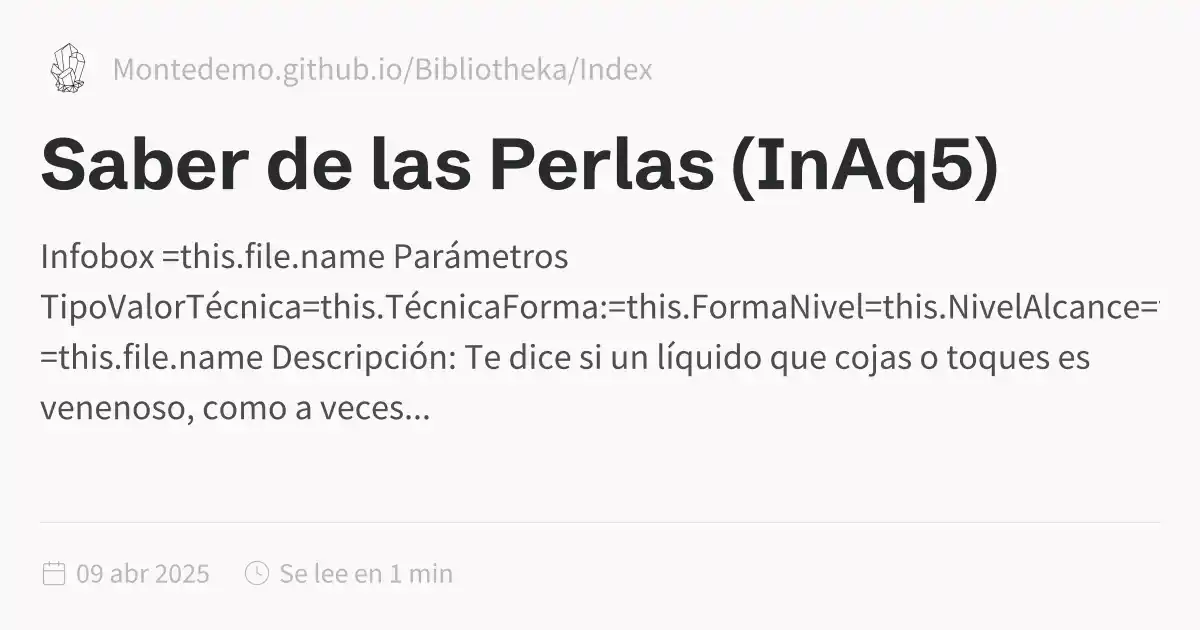 Montedemo.github.io/Bibliotheka/Index
Saber de las Perlas (InAq5)
Infobox =this.file.name Parámetros
TipoValorTécnica=this.TécnicaForma:=this.FormaNivel=this.NivelAlcance=
=this.file.name Descripción: Te dice si un líquido que cojas o toques es
venenoso, como a veces...
09 abr 2025 Se lee en 1 min